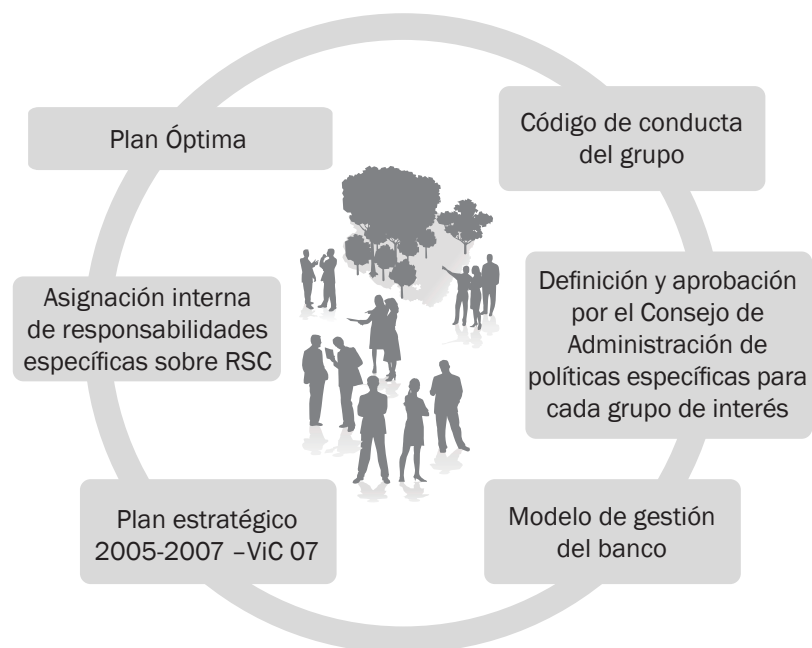 Plan Óptima
Código de conducta
del grupo
Asignación interna
de responsabilidades
específicas sobre RSC
Definición y aprobación
por el Consejo de
Administración de
políticas específicas para
cada grupo de interés
Plan estratégico
2005-2007 –ViC 07
Modelo de gestión
del banco